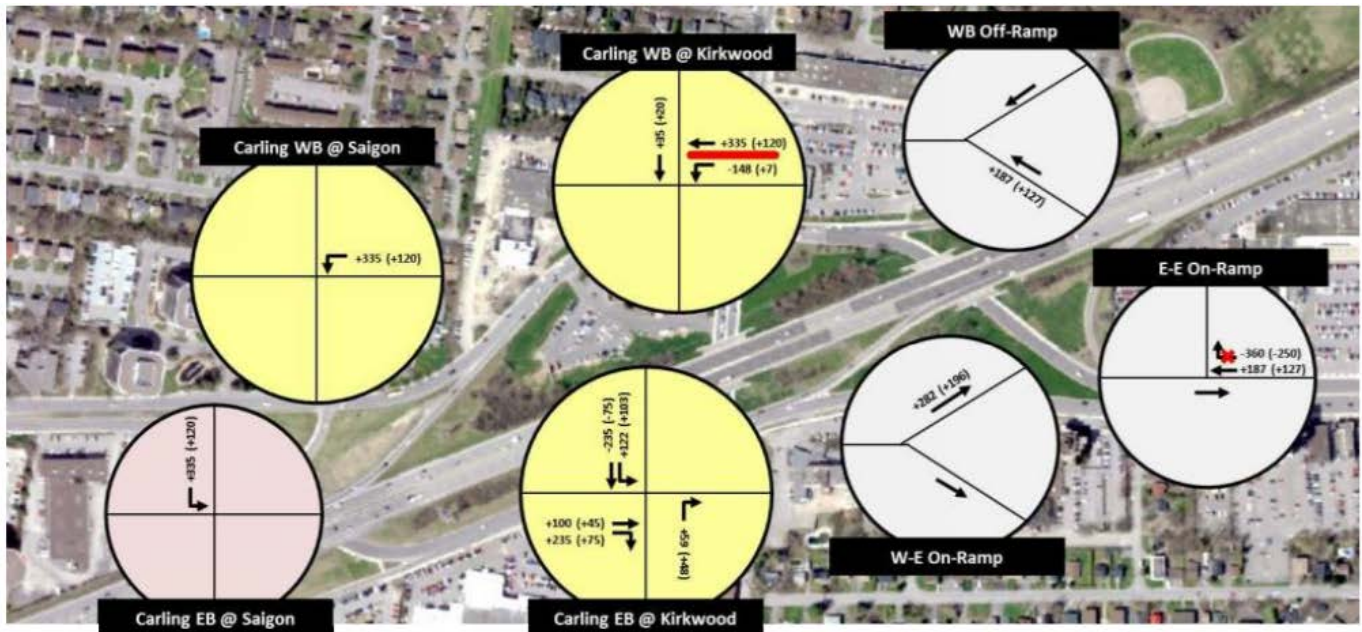 WB Off-Ramp
Carling WB @ Kirkwood
+35 (+20)
+335 (+120)
-148 (+7)
+187 (+127)
Carling WB @ Saigon
+335 (+120)
E-E On-Ramp
-360 (-250)
+187 (+127)
+282 (+196)
W-E On-Ramp
+335 (+120)
Carling EB @ Saigon
-235 (-75)
+122 (+103)
+100 (+45)
+235 (+75)
+59 (+48)
Carling EB @ Kirkwood